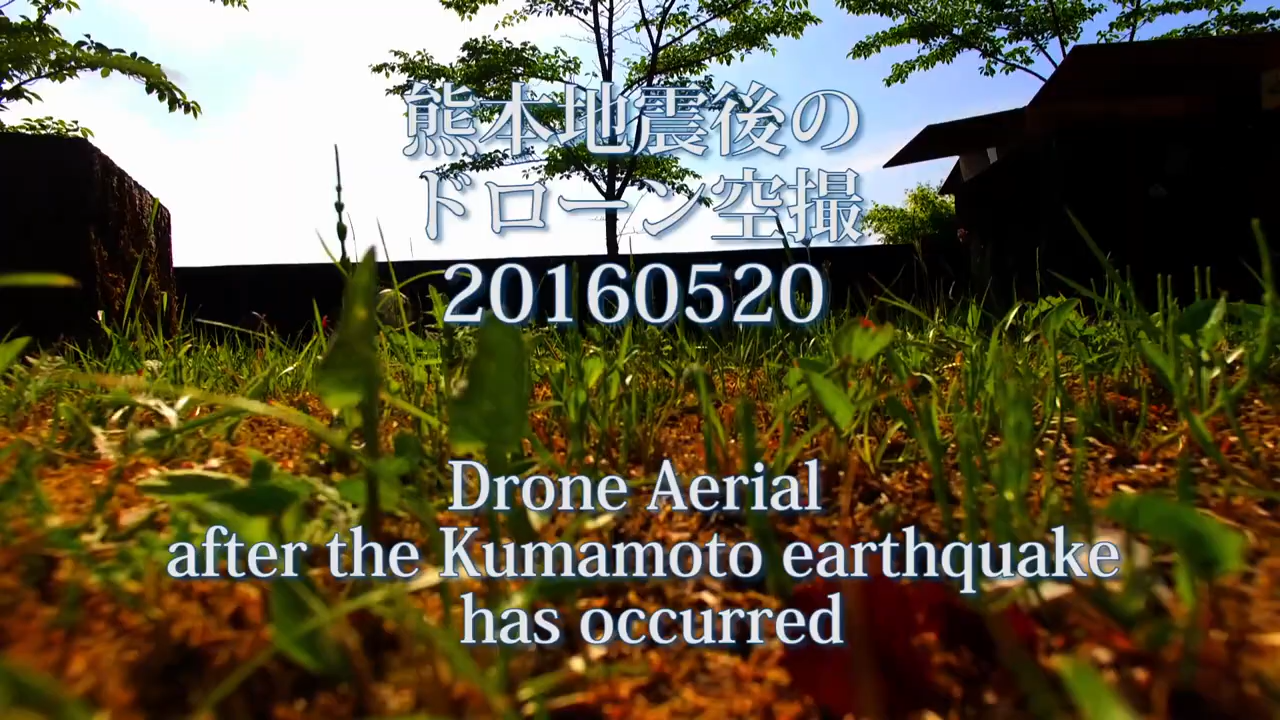 熊本地震後の
ドローン空撮
20160520
Drone Aerial
after the Kumamoto earthquake
has occurred